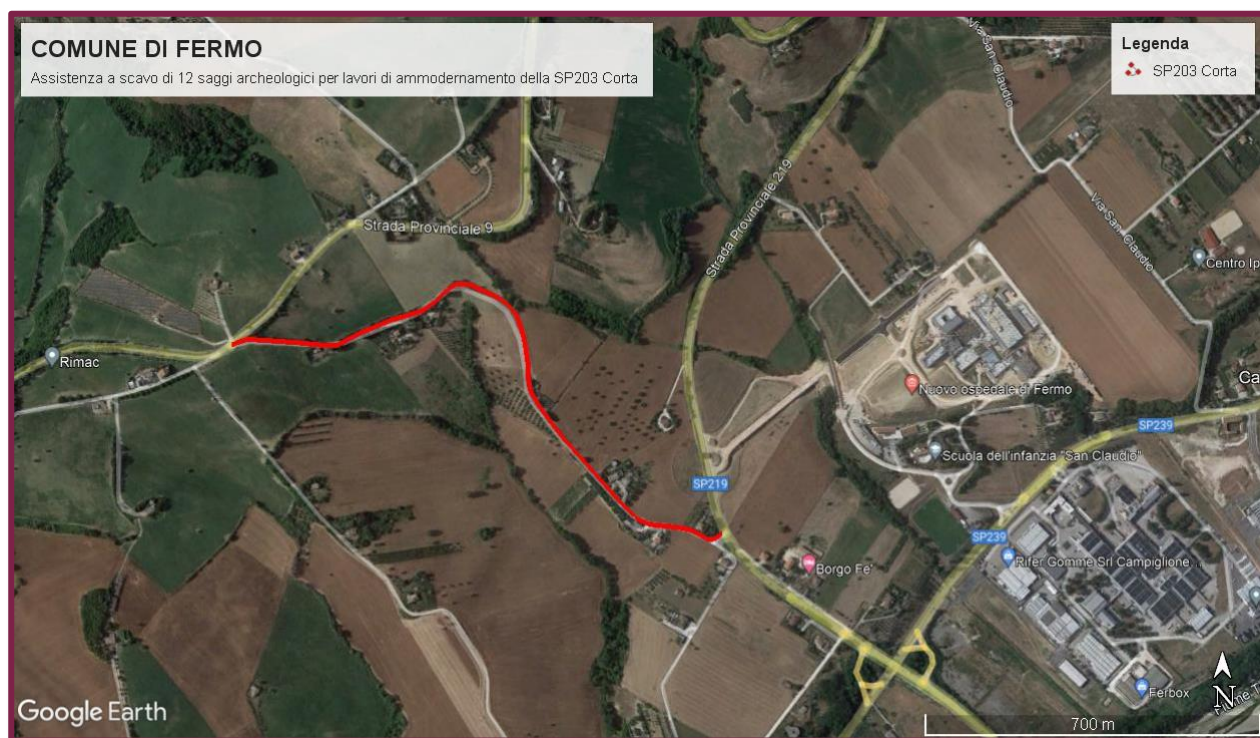 COMUNE DI FERMO
Assistenza a scavo di 12 saggi archeologici per lavori di ammodernamento della SP203 Corta
Legenda
SP203 Corta
Via San Claudio
Strada Provinciale 219
Strada Provinciale 9
Via San Claudio
Centro Ip
Rimac
Nuovo ospedale di Fermo
Ca
SP239
Scuola dell'infanzia "San Claudio"
SP219
SP239
Rifer Gomme Srl Campiglione...
Borgo Ee'
N
Ferbox
Google Earth
700 m